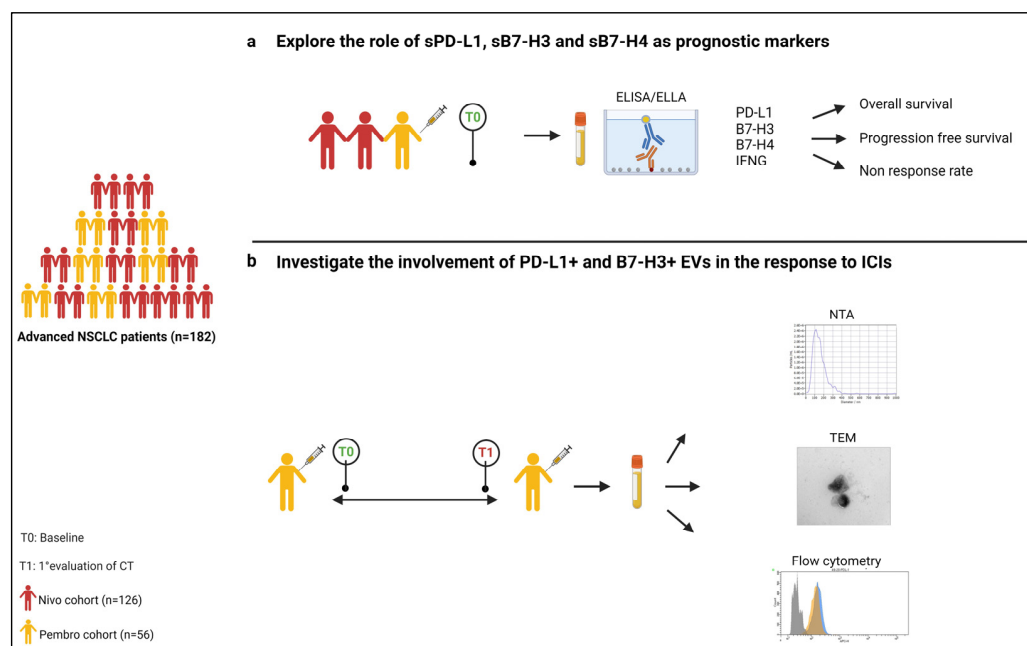 a Explore the role of sPD-L1, sB7-H3 and sB7-H4 as prognostic markers
T0
ELISA/ELLA
PD-L1
B7-H3
B7-H4
IFNG
Overall survival
Progression free survival
Non response rate
Advanced NSCLC patients (n=182)
b Investigate the involvement of PD-L1+ and B7-H3+ EVs in the response to ICIs
NTA
T0
T1
TEM
Flow cytometry
T0: Baseline
T1: 1°evaluation of CT
Nivo cohort (n=126)
Pembro cohort (n=56)